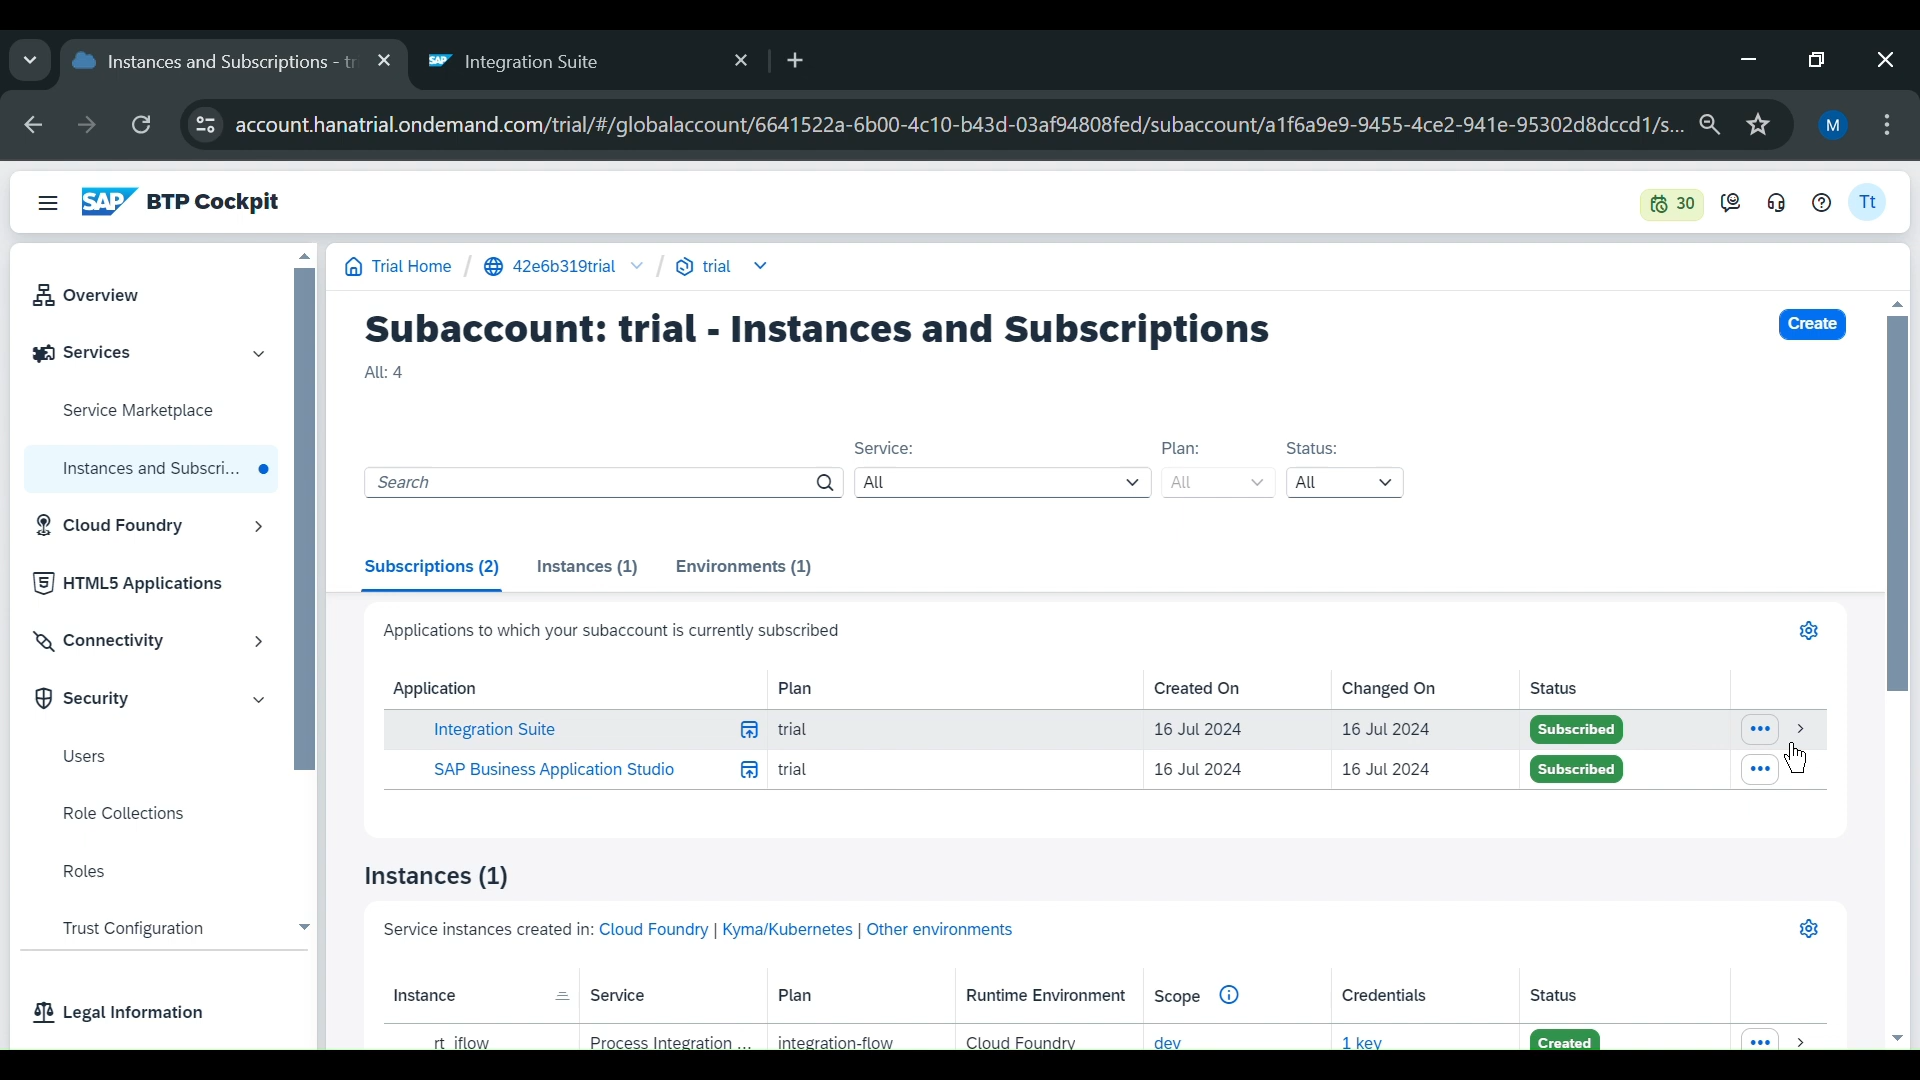 Instances and Subscriptions - tr
Integration Suite
account.hanatrial.ondemand.com/trial/#/globalaccount/6641522a-6b00-4c10-b43d-03af94808fed/subaccount/a1f6a9e9-9455-4ce2-941e-95302d8dccd1/s...
M
SAP BTP Cockpit
30
Tt
Overview
Services
Service Marketplace
Instances and Subscri...
Cloud Foundry
HTML5 Applications
Connectivity
Security
Users
Role Collections
Roles
Trust Configuration
Legal Information
Trial Home / 42e6b319trial / trial
Subaccount: trial - Instances and Subscriptions
Create
All: 4
Service: Plan: Status:
Search All All All
Subscriptions (2) Instances (1) Environments (1)
Applications to which your subaccount is currently subscribed
Application Plan Created On Changed On Status
Integration Suite trial 16 Jul 2024 16 Jul 2024 Subscribed
SAP Business Application Studio trial 16 Jul 2024 16 Jul 2024 Subscribed
Instances (1)
Service instances created in: Cloud Foundry | Kyma/Kubernetes | Other environments
Instance Service Plan Runtime Environment Scope Credentials Status
rt_iflow Process Integration ... integration-flow Cloud Foundry dev 1 key Created